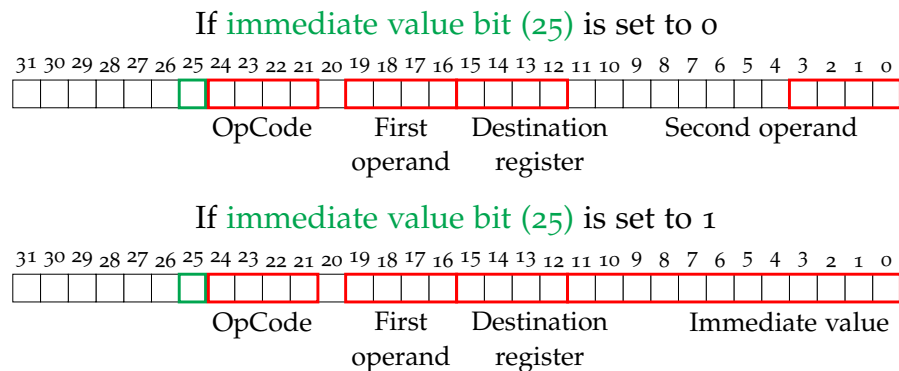 If immediate value bit (25) is set to 0
31 30 29 28 27 26 25 24 23 22 21 20 19 18 17 16 15 14 13 12 11 10 9 8 7 6 5 4 3 2 1 0
OpCode First Destination Second operand
operand register
If immediate value bit (25) is set to 1
31 30 29 28 27 26 25 24 23 22 21 20 19 18 17 16 15 14 13 12 11 10 9 8 7 6 5 4 3 2 1 0
OpCode First Destination Immediate value
operand register